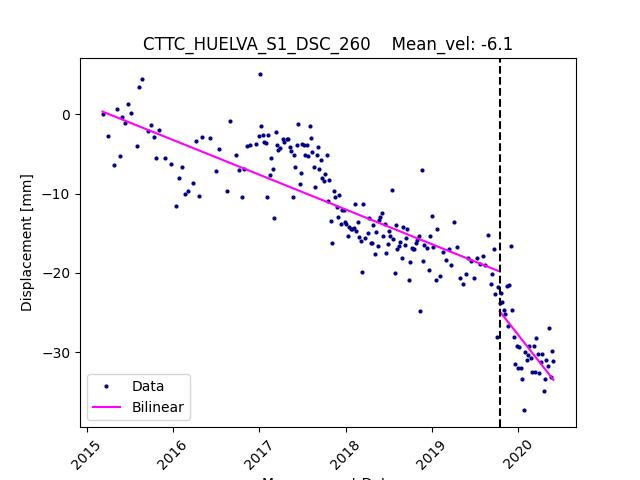 CTTC_HUELVA_S1_DSC_260    Mean_vel: -6.1
Displacement [mm]
0
−10
−20
−30
Data
Bilinear
2015
2016
2017
2018
2019
2020